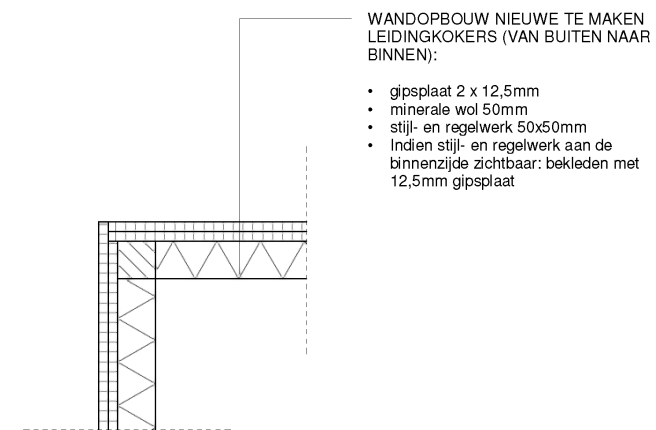 WANDOPBOUW NIEUWE TE MAKEN
LEIDINGKOKERS (VAN BUITEN NAAR
BINNEN):
• gipsplaat 2 x 12,5mm
• minerale wol 50mm
• stijl- en regelwerk 50x50mm
• Indien stijl- en regelwerk aan de
binnenzijde zichtbaar: bekleden met
12,5mm gipsplaat